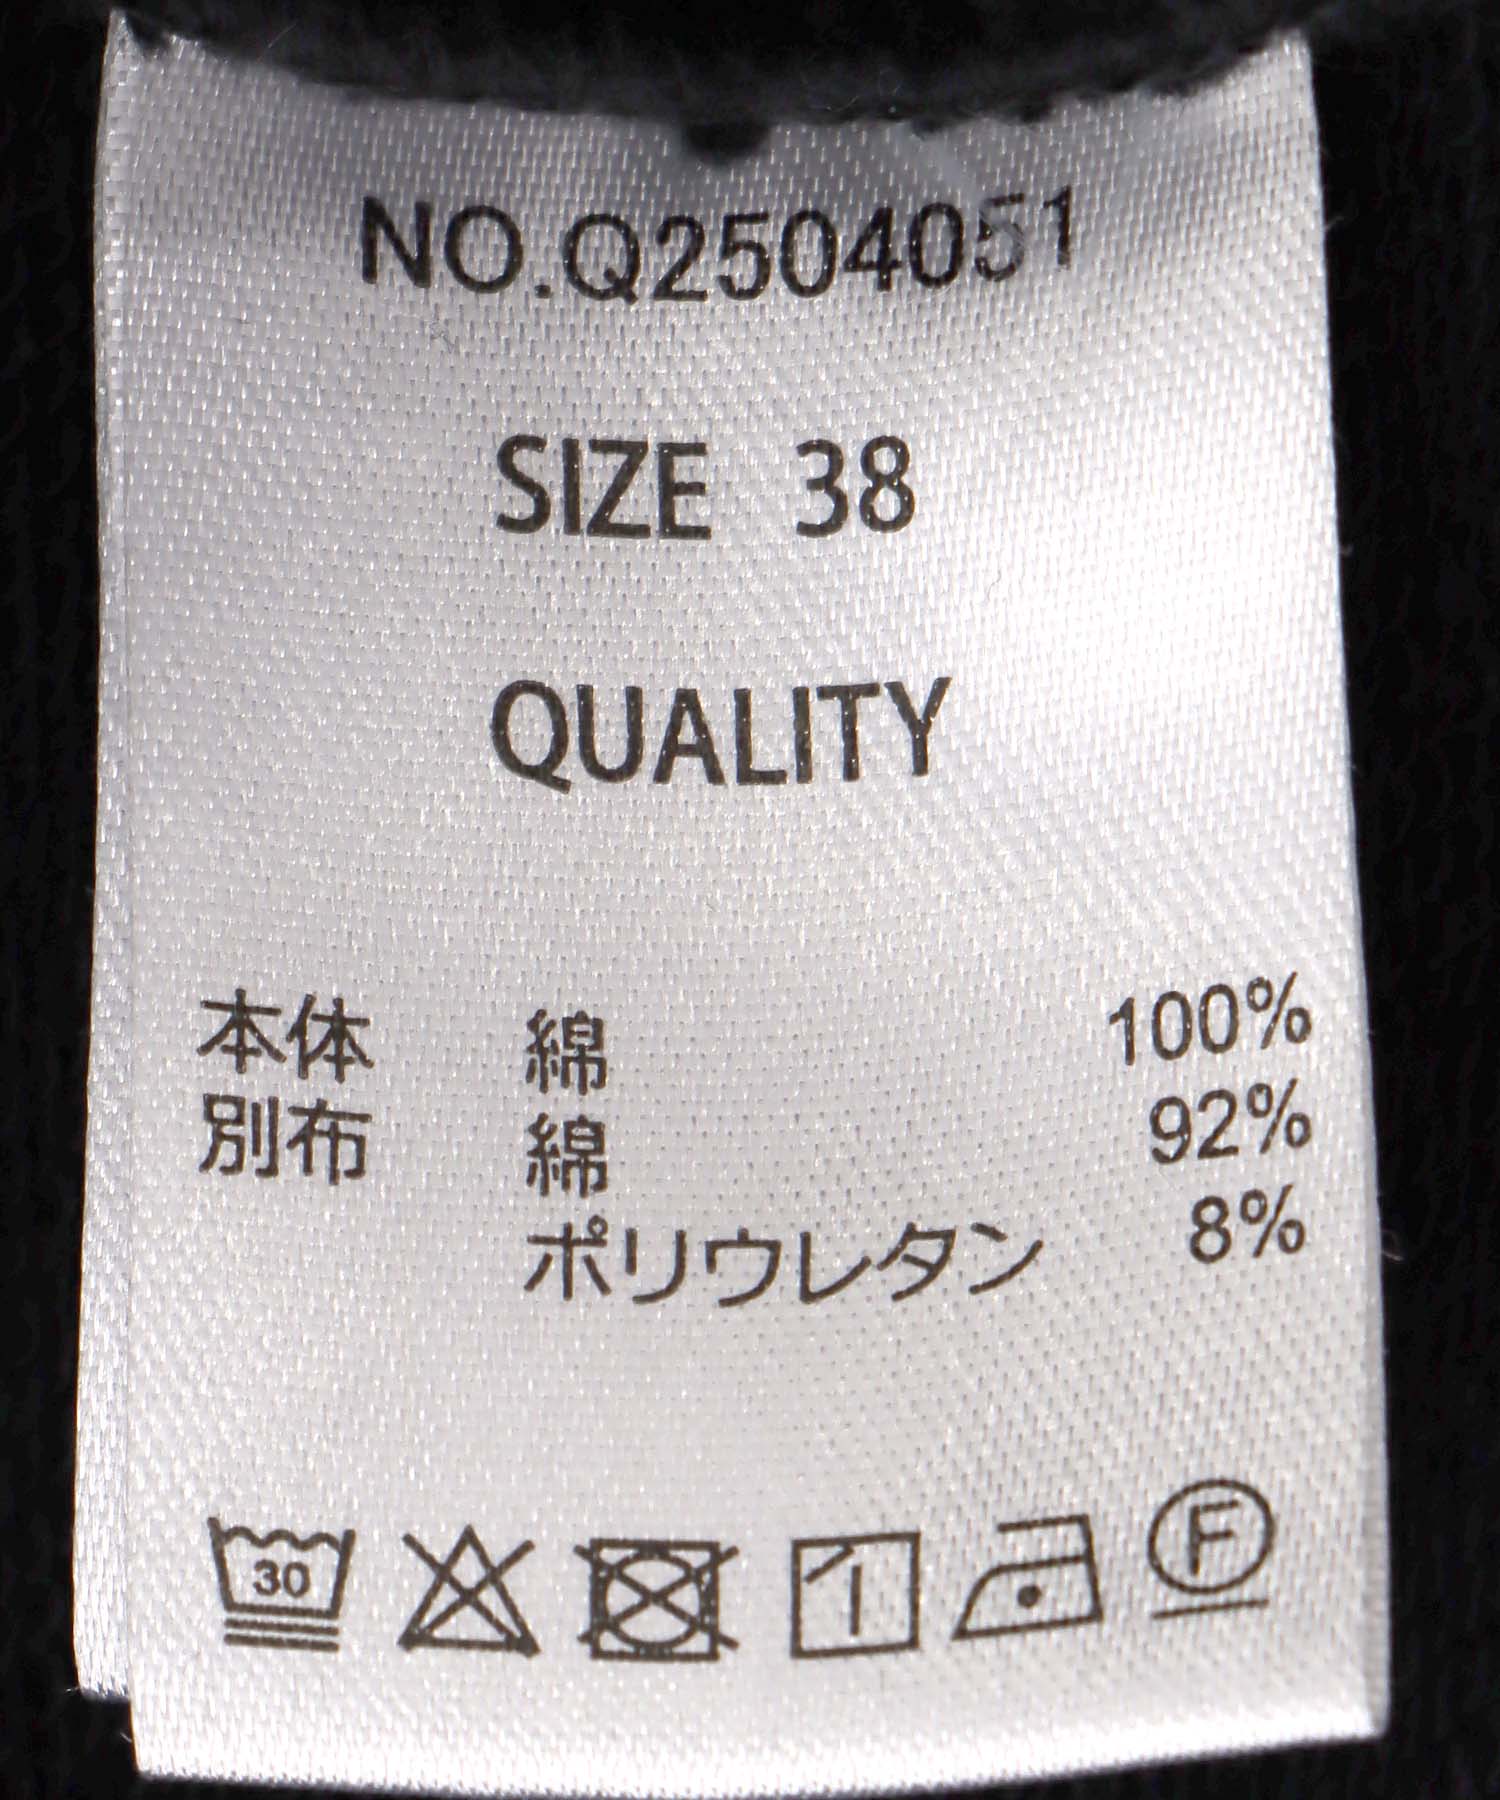 NO.Q2504051
SIZE 38
QUALITY
本体 綿 100%
別布 綿 92%
ポリウレタン 8%
30
F